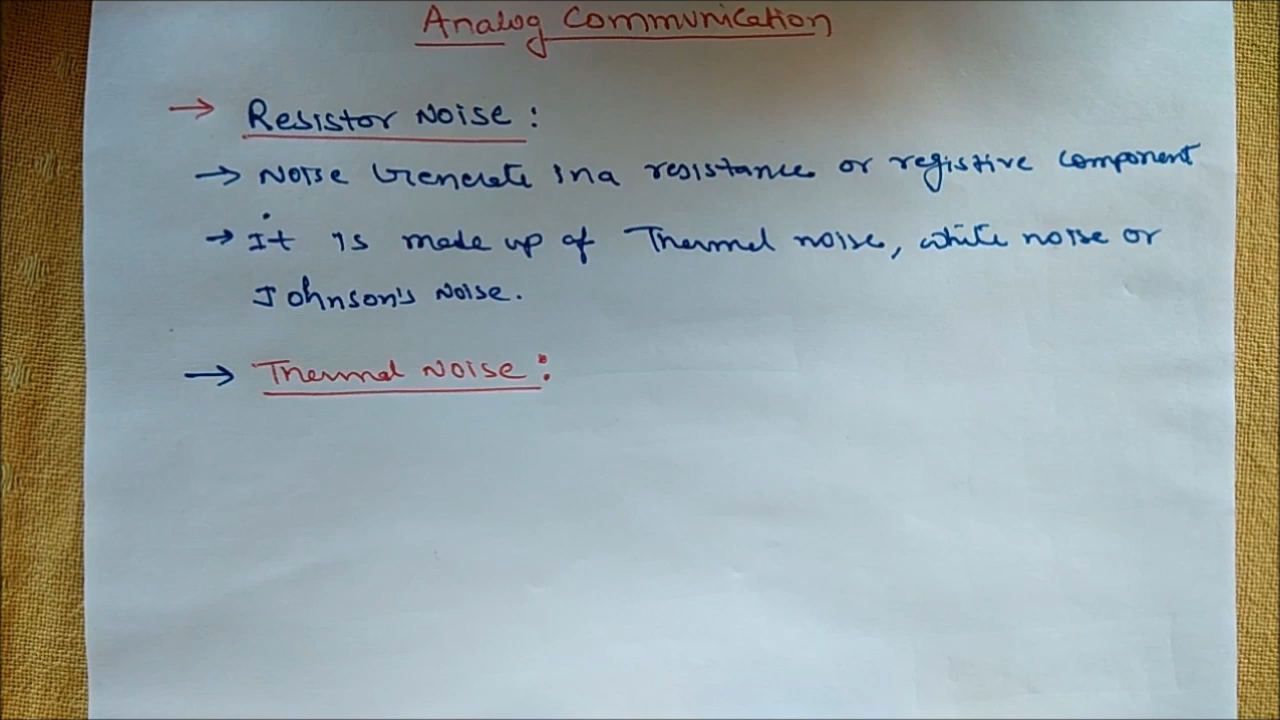 Analog Communication
→ Resistor Noise :
→ Noise Generate in a resistance or registive component
→ It is made up of Thermal noise, white noise or
Johnson's Noise.
→ Thermal Noise :